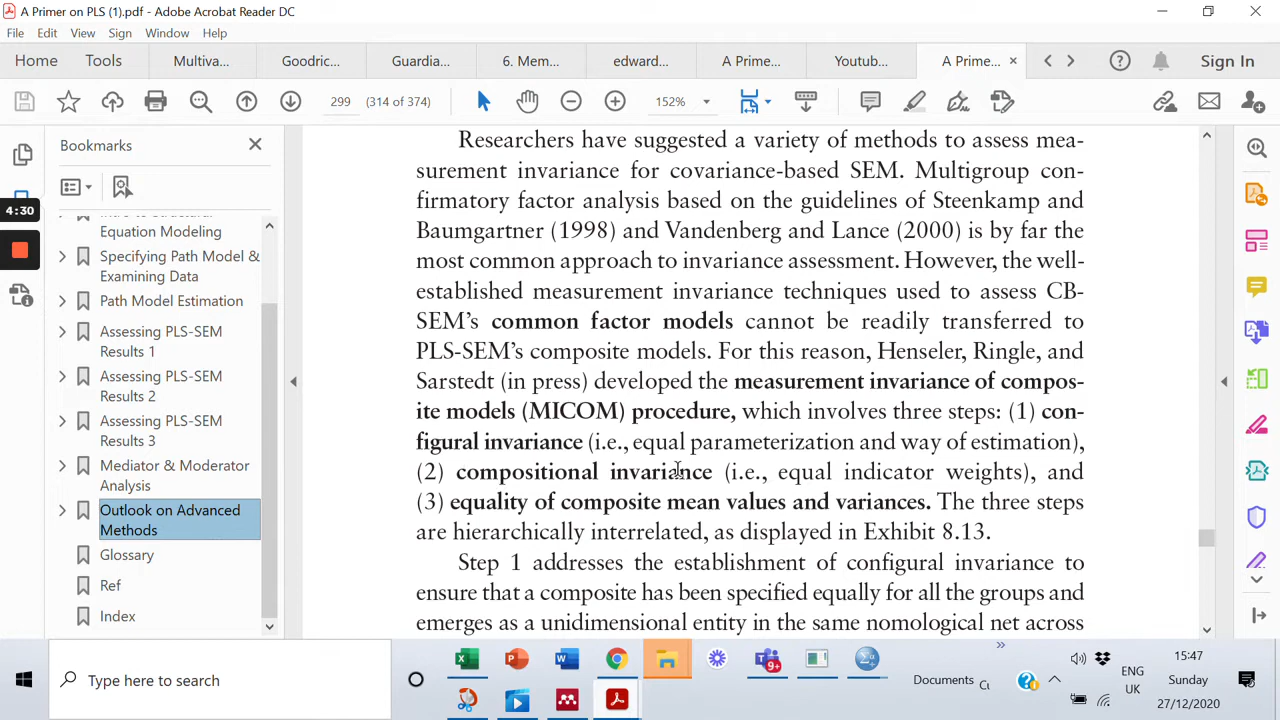 A Primer on PLS (1).pdf - Adobe Acrobat Reader DC
File Edit View Sign Window Help
Home Tools Multiva... Goodric... Guardia... 6. Mem... edward... A Prime... Youtub... A Prime... Sign In
299 (314 of 374) 152%
Bookmarks
4:30
Equation Modeling
Specifying Path Model &
Examining Data
Path Model Estimation
Assessing PLS-SEM
Results 1
Assessing PLS-SEM
Results 2
Assessing PLS-SEM
Results 3
Mediator & Moderator
Analysis
Outlook on Advanced
Methods
Glossary
Ref
Index
Researchers have suggested a variety of methods to assess mea-
surement invariance for covariance-based SEM. Multigroup con-
firmatory factor analysis based on the guidelines of Steenkamp and
Baumgartner (1998) and Vandenberg and Lance (2000) is by far the
most common approach to invariance assessment. However, the well-
established measurement invariance techniques used to assess CB-
SEM's common factor models cannot be readily transferred to
PLS-SEM's composite models. For this reason, Henseler, Ringle, and
Sarstedt (in press) developed the measurement invariance of compos-
ite models (MICOM) procedure, which involves three steps: (1) con-
figural invariance (i.e., equal parameterization and way of estimation),
(2) compositional invariance (i.e., equal indicator weights), and
(3) equality of composite mean values and variances. The three steps
are hierarchically interrelated, as displayed in Exhibit 8.13.
Step 1 addresses the establishment of configural invariance to
ensure that a composite has been specified equally for all the groups and
emerges as a unidimensional entity in the same nomological net across
Type here to search
9+
Documents
ENG
UK
15:47
Sunday
27/12/2020